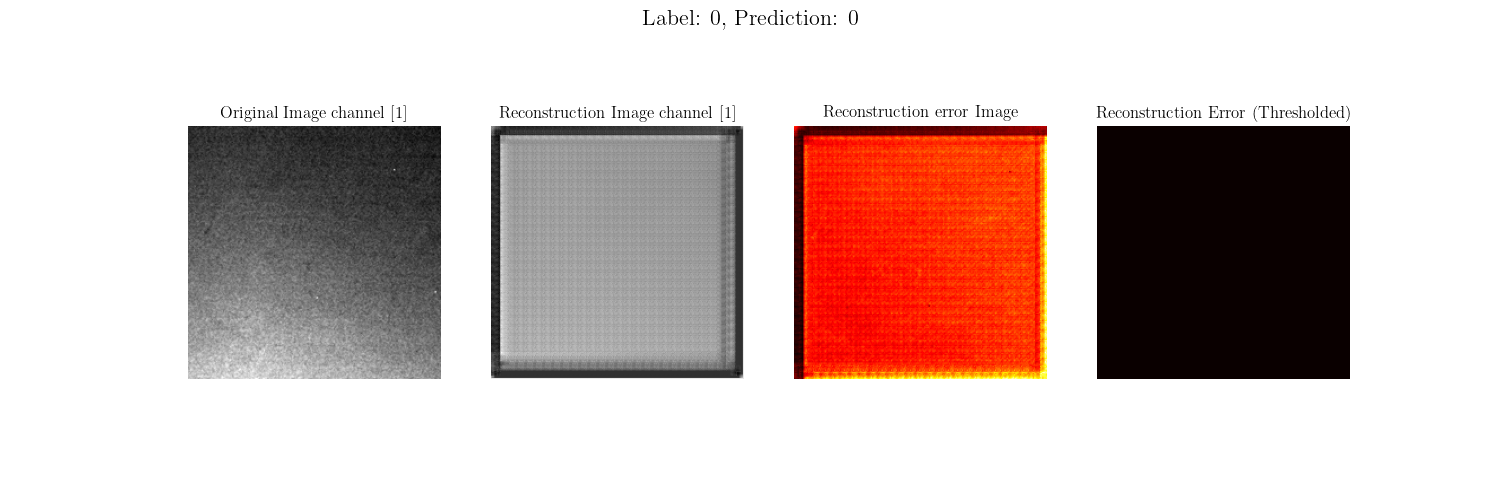 Label: 0, Prediction: 0
Original Image channel [1]
Reconstruction Image channel [1]
Reconstruction error Image
Reconstruction Error (Thresholded)